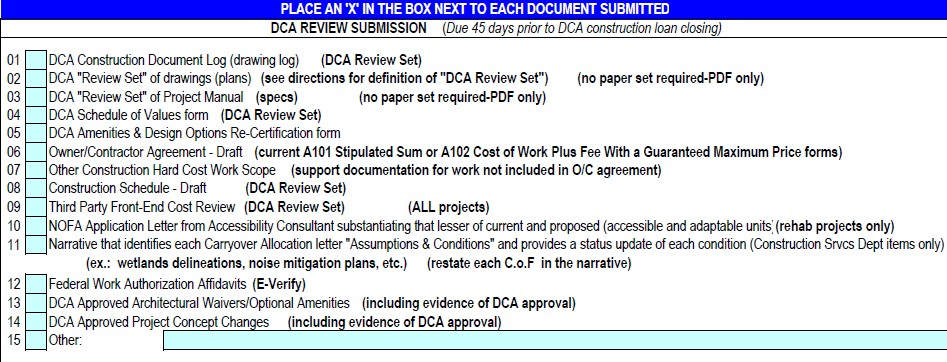 PLACE AN 'X' IN THE BOX NEXT TO EACH DOCUMENT SUBMITTED
DCA REVIEW SUBMISSION (Due 45 days prior to DCA construction loan closing)
01 DCA Construction Document Log (drawing log) (DCA Review Set)
02 DCA "Review Set" of drawings (plans) (see directions for definition of "DCA Review Set") (no paper set required-PDF only)
03 DCA "Review Set" of Project Manual (specs) (no paper set required-PDF only)
04 DCA Schedule of Values form (DCA Review Set)
05 DCA Amenities & Design Options Re-Certification form
06 Owner/Contractor Agreement - Draft (current A101 Stipulated Sum or A102 Cost of Work Plus Fee With a Guaranteed Maximum Price forms)
07 Other Construction Hard Cost Work Scope (support documentation for work not included in O/C agreement)
08 Construction Schedule - Draft (DCA Review Set)
09 Third Party Front-End Cost Review (DCA Review Set) (ALL projects)
10 NOFA Application Letter from Accessibility Consultant substantiating that lesser of current and proposed (accessible and adaptable units (rehab projects only)
11 Narrative that identifies each Carryover Allocation letter "Assumptions & Conditions" and provides a status update of each condition (Construction Srvcs Dept items only)
(ex.: wetlands delineations, noise mitigation plans, etc.) (restate each C.o.F in the narrative)
12 Federal Work Authorization Affidavits (E-Verify)
13 DCA Approved Architectural Waivers/Optional Amenities (including evidence of DCA approval)
14 DCA Approved Project Concept Changes (including evidence of DCA approval)
15 Other: